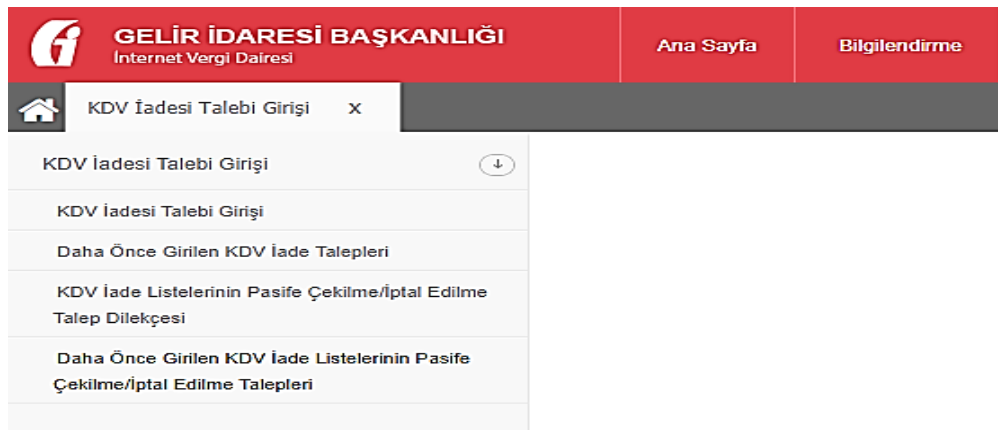 GELİR İDARESİ BAŞKANLIĞI
İnternet Vergi Dairesi
Ana Sayfa
Bilgilendirme
KDV İadesi Talebi Girişi x
KDV İadesi Talebi Girişi
KDV İadesi Talebi Girişi
Daha Önce Girilen KDV İade Talepleri
KDV İade Listelerinin Pasife Çekilme/İptal Edilme
Talep Dilekçesi
Daha Önce Girilen KDV İade Listelerinin Pasife
Çekilme/İptal Edilme Talepleri